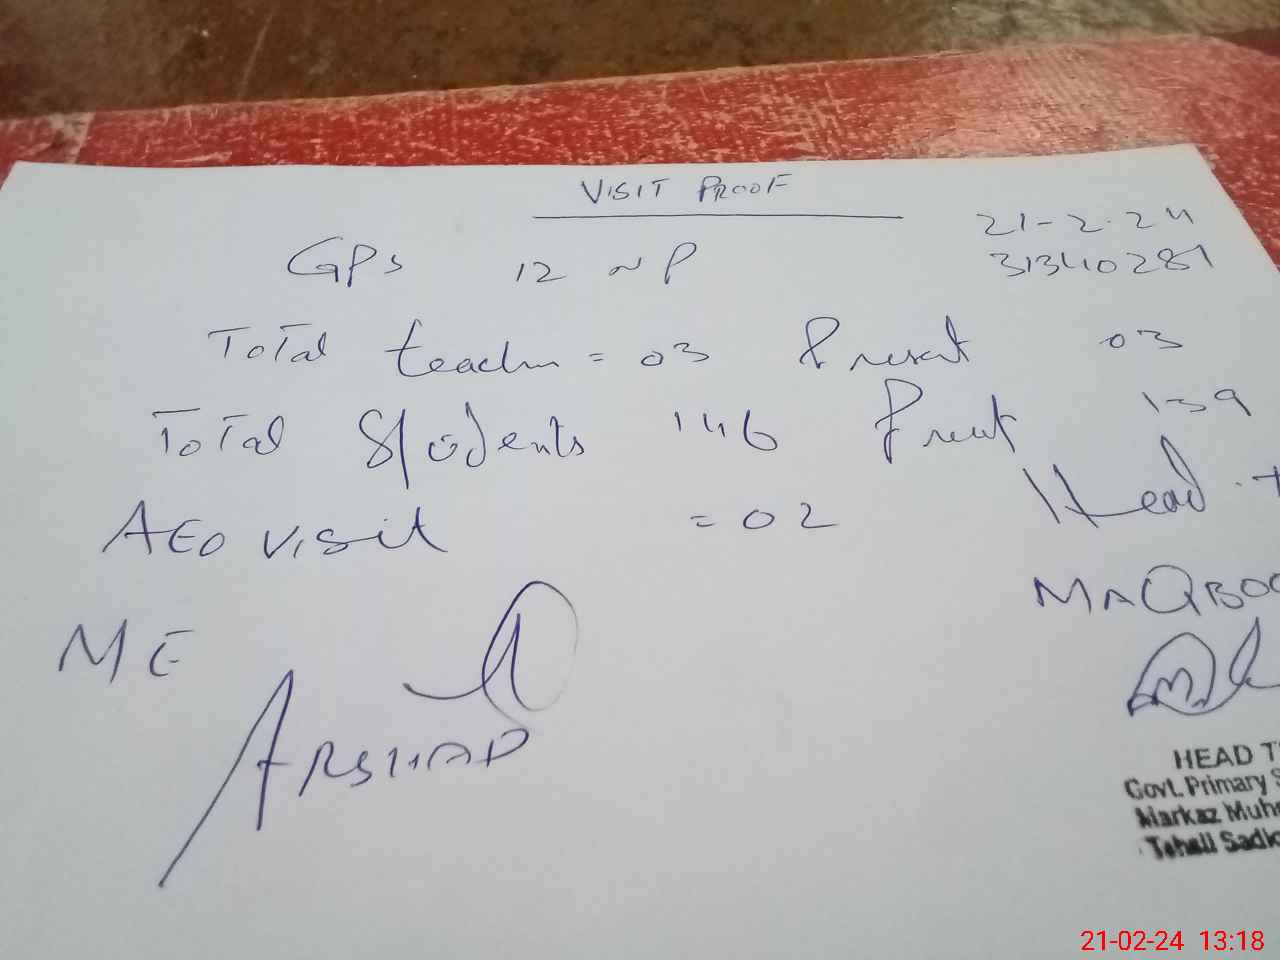 VISIT PROOF
21-2-24
GPS 12 NP
31340281
Total teacher = 03 Present 03
Total Students 146 Present 139
AEO visit = 02
Head
ME
MAQBOO
ARSHAD
HEAD T
Govt. Primary S
Markaz Muh
Tehsil Sadi
21-02-24 13:18